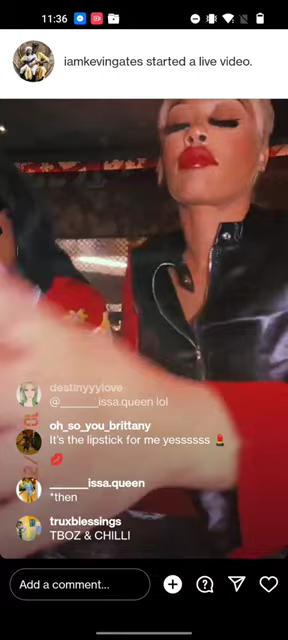 11:36
iamkevingates started a live video.
destinyyylove
@______issa.queen lol
oh_so_you_brittany
It's the lipstick for me yessssss 💄
💋
______issa.queen
*then
truxblessings
TBOZ & CHILLI
Add a comment...